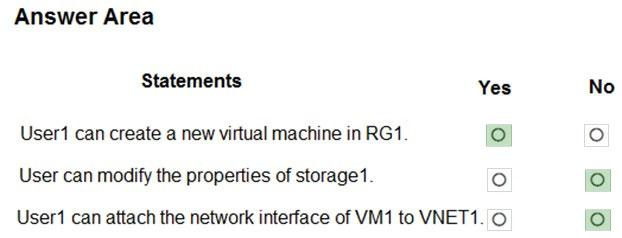 Answer Area
Statements Yes No
User1 can create a new virtual machine in RG1.
User can modify the properties of storage1.
User1 can attach the network interface of VM1 to VNET1.